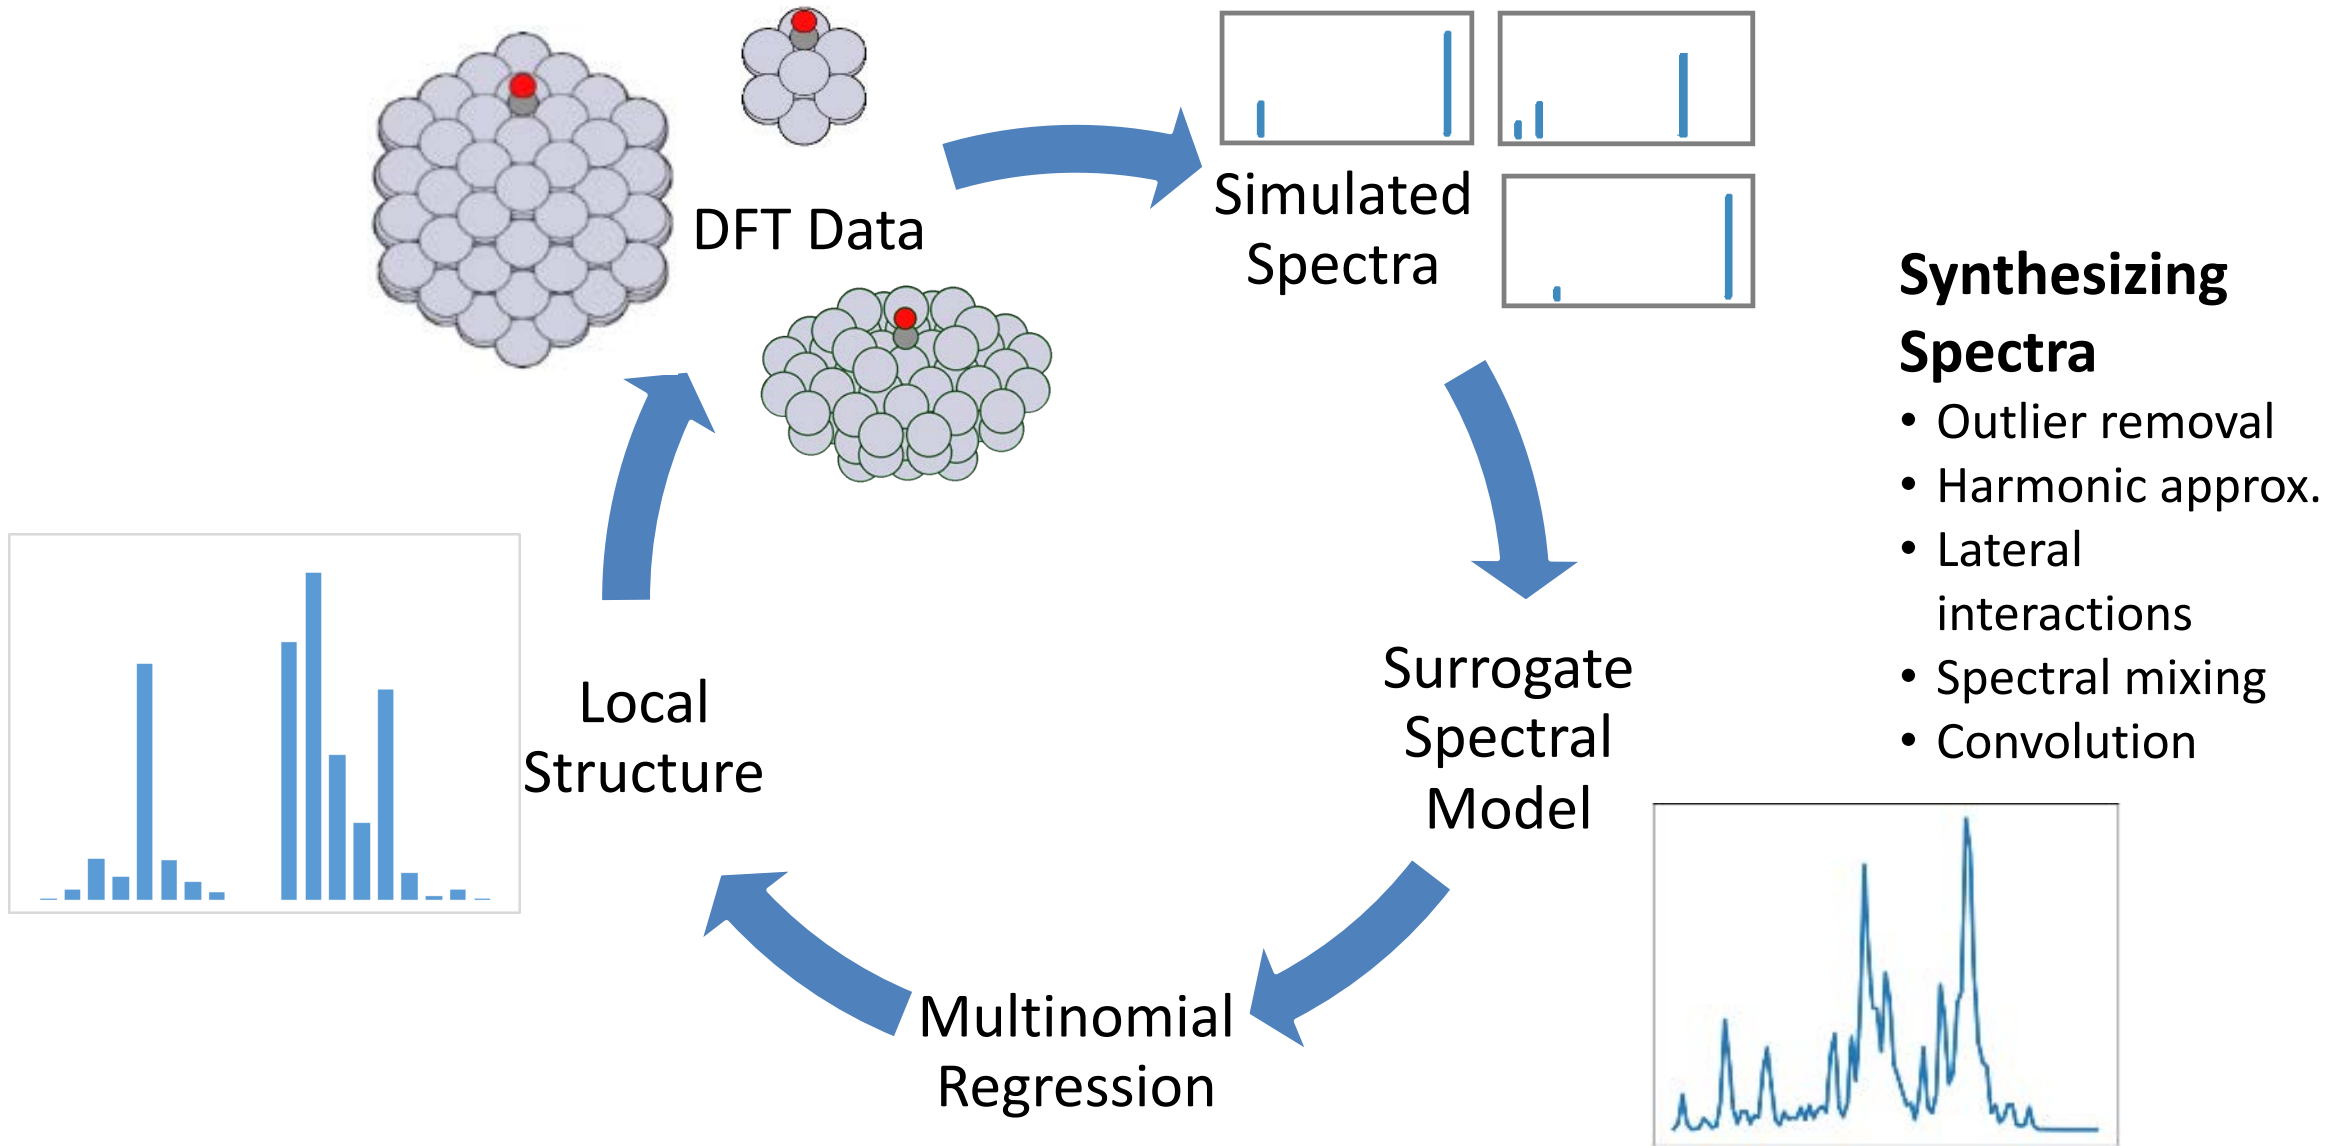 DFT Data
Simulated
Spectra
Synthesizing
Spectra
• Outlier removal
• Harmonic approx.
• Lateral
interactions
• Spectral mixing
• Convolution
Surrogate
Spectral
Model
Multinomial
Regression
Local
Structure